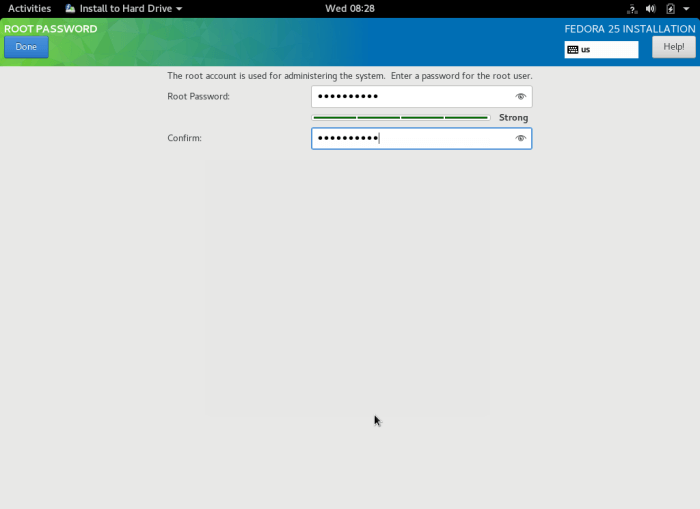 Activities Install to Hard Drive Wed 08:28
ROOT PASSWORD FEDORA 25 INSTALLATION
Done us Help!
The root account is used for administering the system. Enter a password for the root user.
Root Password: ●●●●●●●●●●
Strong
Confirm: ●●●●●●●●●●